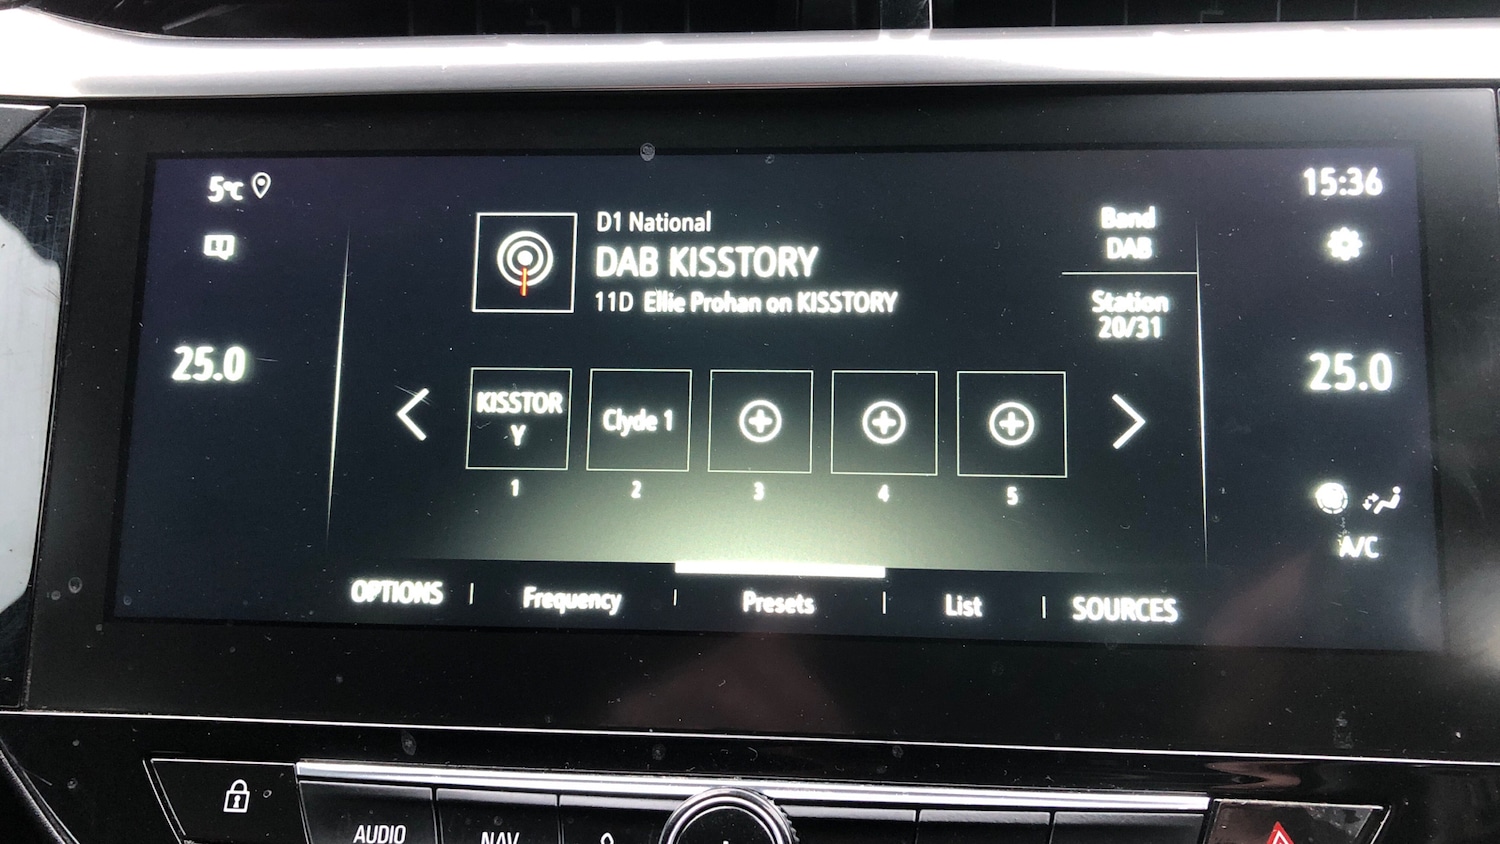 5°C
15:36
D1 National
DAB KISSTORY
11D Ellie Prohan on KISSTORY
Band
DAB
Station
20/31
25.0
25.0
KISSTOR
Y
Clyde 1
1
2
3
4
5
A/C
OPTIONS
Frequency
Presets
List
SOURCES
AUDIO
NAV